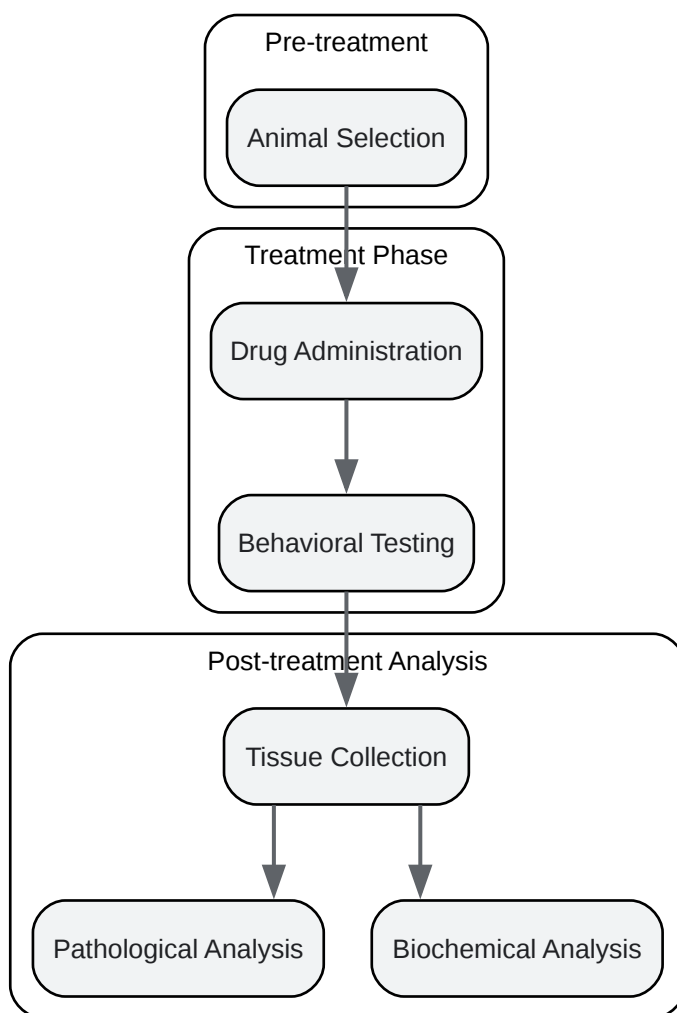 Pre-treatment
Animal Selection
Treatment Phase
Drug Administration
Behavioral Testing
Post-treatment Analysis
Tissue Collection
Pathological Analysis
Biochemical Analysis